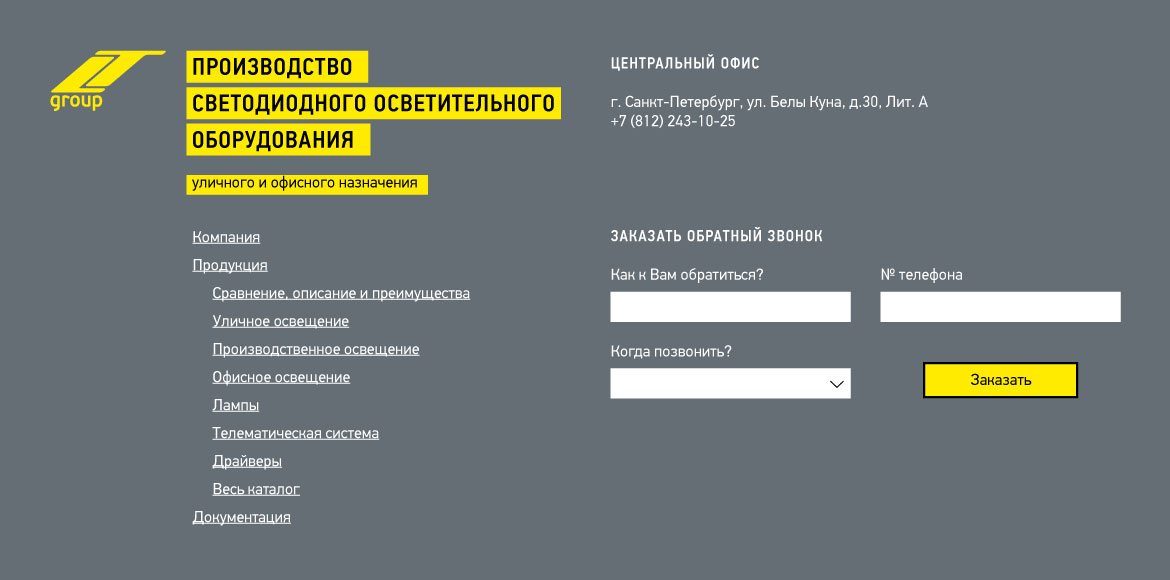 group
ПРОИЗВОДСТВО
СВЕТОДИОДНОГО ОСВЕТИТЕЛЬНОГО
ОБОРУДОВАНИЯ
уличного и офисного назначения
Компания
Продукция
Сравнение, описание и преимущества
Уличное освещение
Производственное освещение
Офисное освещение
Лампы
Телематическая система
Драйверы
Весь каталог
Документация
ЦЕНТРАЛЬНЫЙ ОФИС
г. Санкт-Петербург, ул. Белы Куна, д.30, Лит. А
+7 (812) 243-10-25
ЗАКАЗАТЬ ОБРАТНЫЙ ЗВОНОК
Как к Вам обратиться?
№ телефона
Когда позвонить?
Заказать